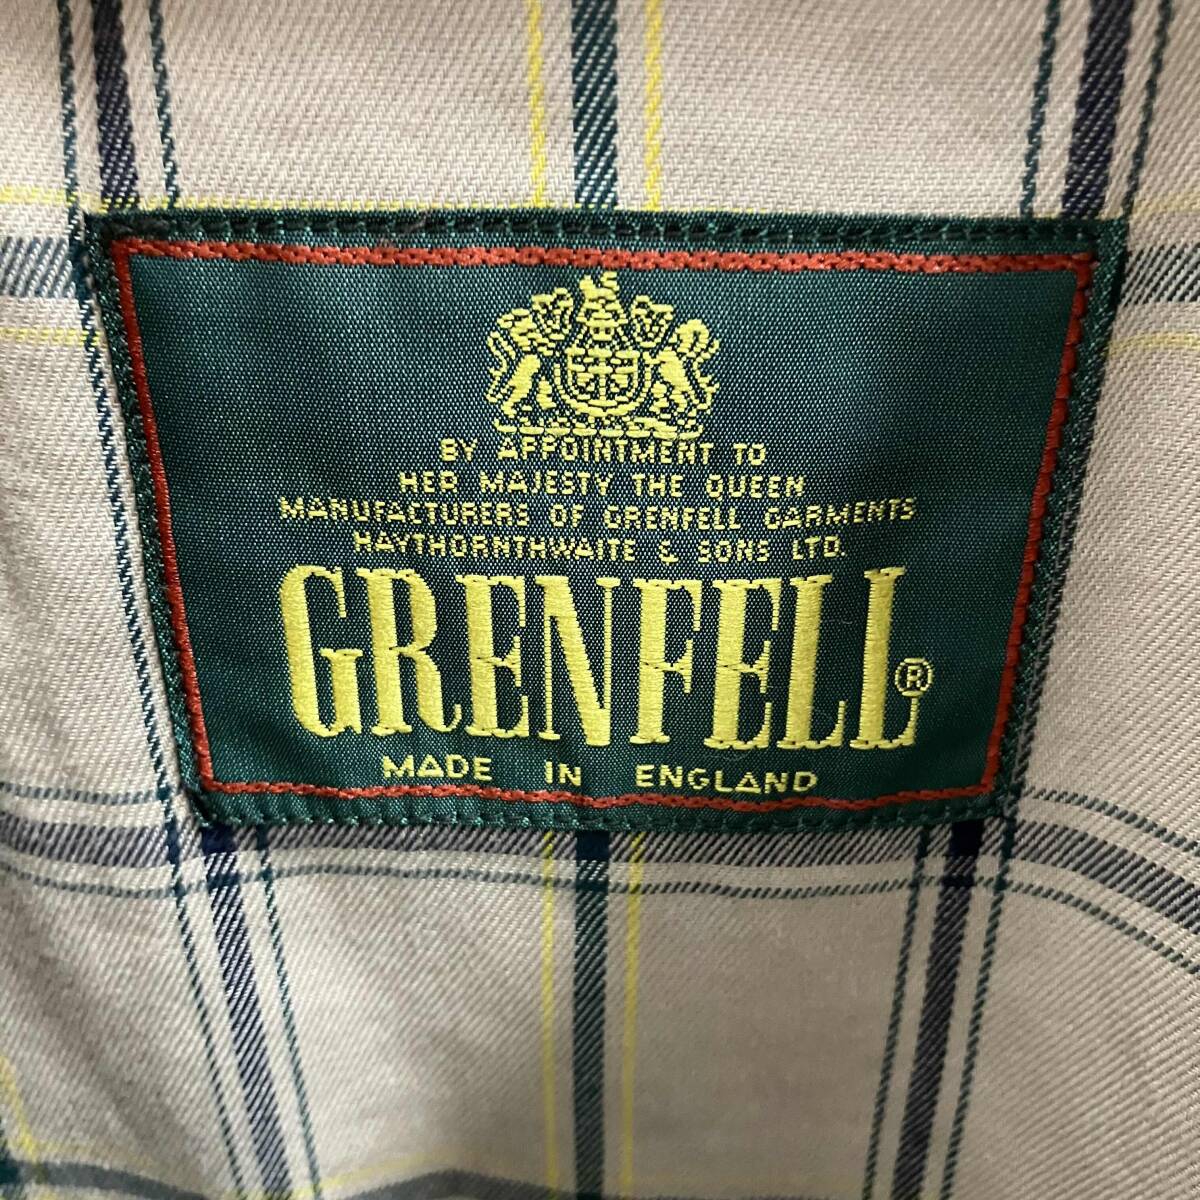 BY APPOINTMENT TO
HER MAJESTY THE QUEEN
MANUFACTURERS OF GRENFELL GARMENTS
HAYTHORNTHWAITE & SONS LTD.
GRENFELL®
MADE IN ENGLAND